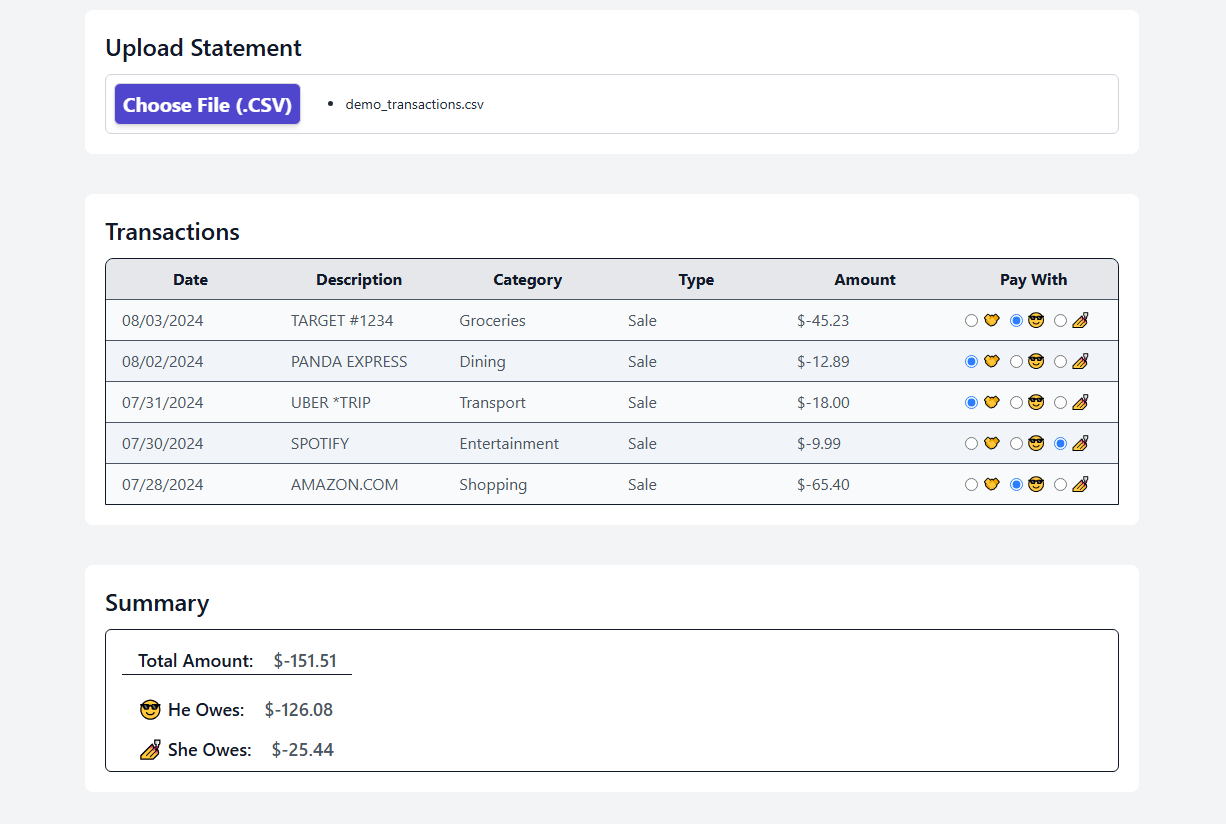 Upload Statement
Choose File (.CSV) • demo_transactions.csv
Transactions
Date Description Category Type Amount Pay With
08/03/2024 TARGET #1234 Groceries Sale $-45.23
08/02/2024 PANDA EXPRESS Dining Sale $-12.89
07/31/2024 UBER *TRIP Transport Sale $-18.00
07/30/2024 SPOTIFY Entertainment Sale $-9.99
07/28/2024 AMAZON.COM Shopping Sale $-65.40
Summary
Total Amount: $-151.51
😎 He Owes: $-126.08
💅 She Owes: $-25.44